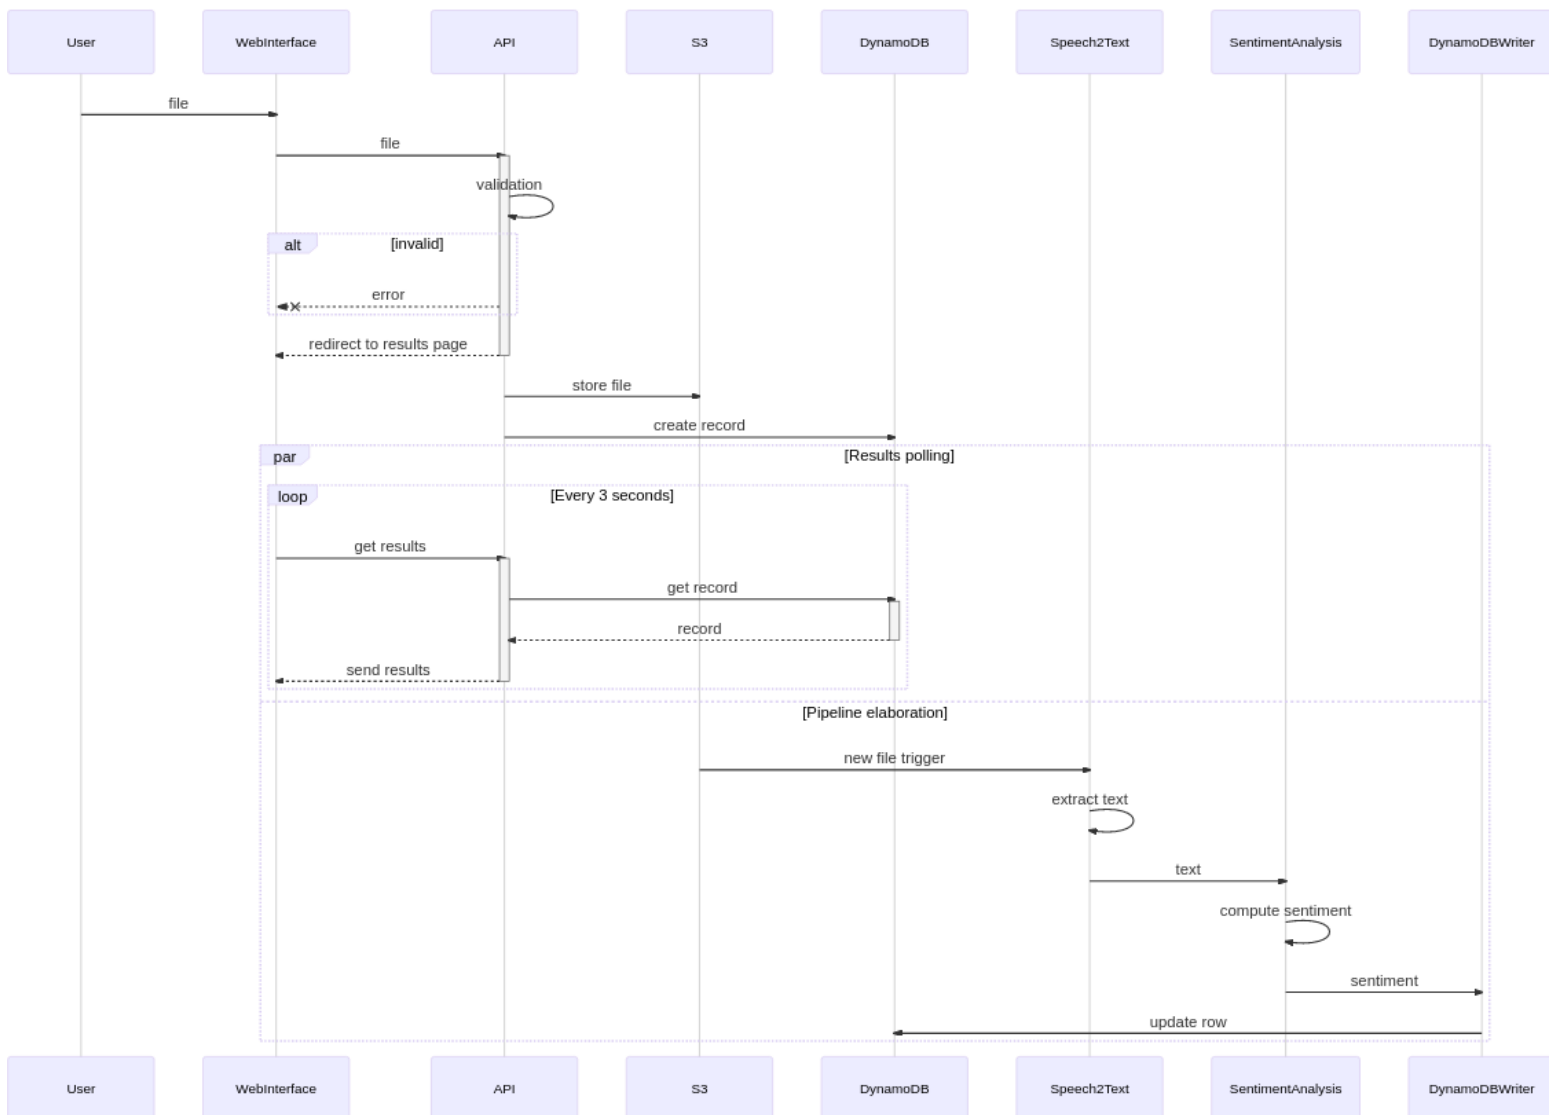 User WebInterface API S3 DynamoDB Speech2Text SentimentAnalysis DynamoDBWriter
file
file
validation
alt [invalid]
error
redirect to results page
store file
create record
par [Results polling]
loop [Every 3 seconds]
get results
get record
record
send results
[Pipeline elaboration]
new file trigger
extract text
text
compute sentiment
sentiment
update row
User WebInterface API S3 DynamoDB Speech2Text SentimentAnalysis DynamoDBWriter